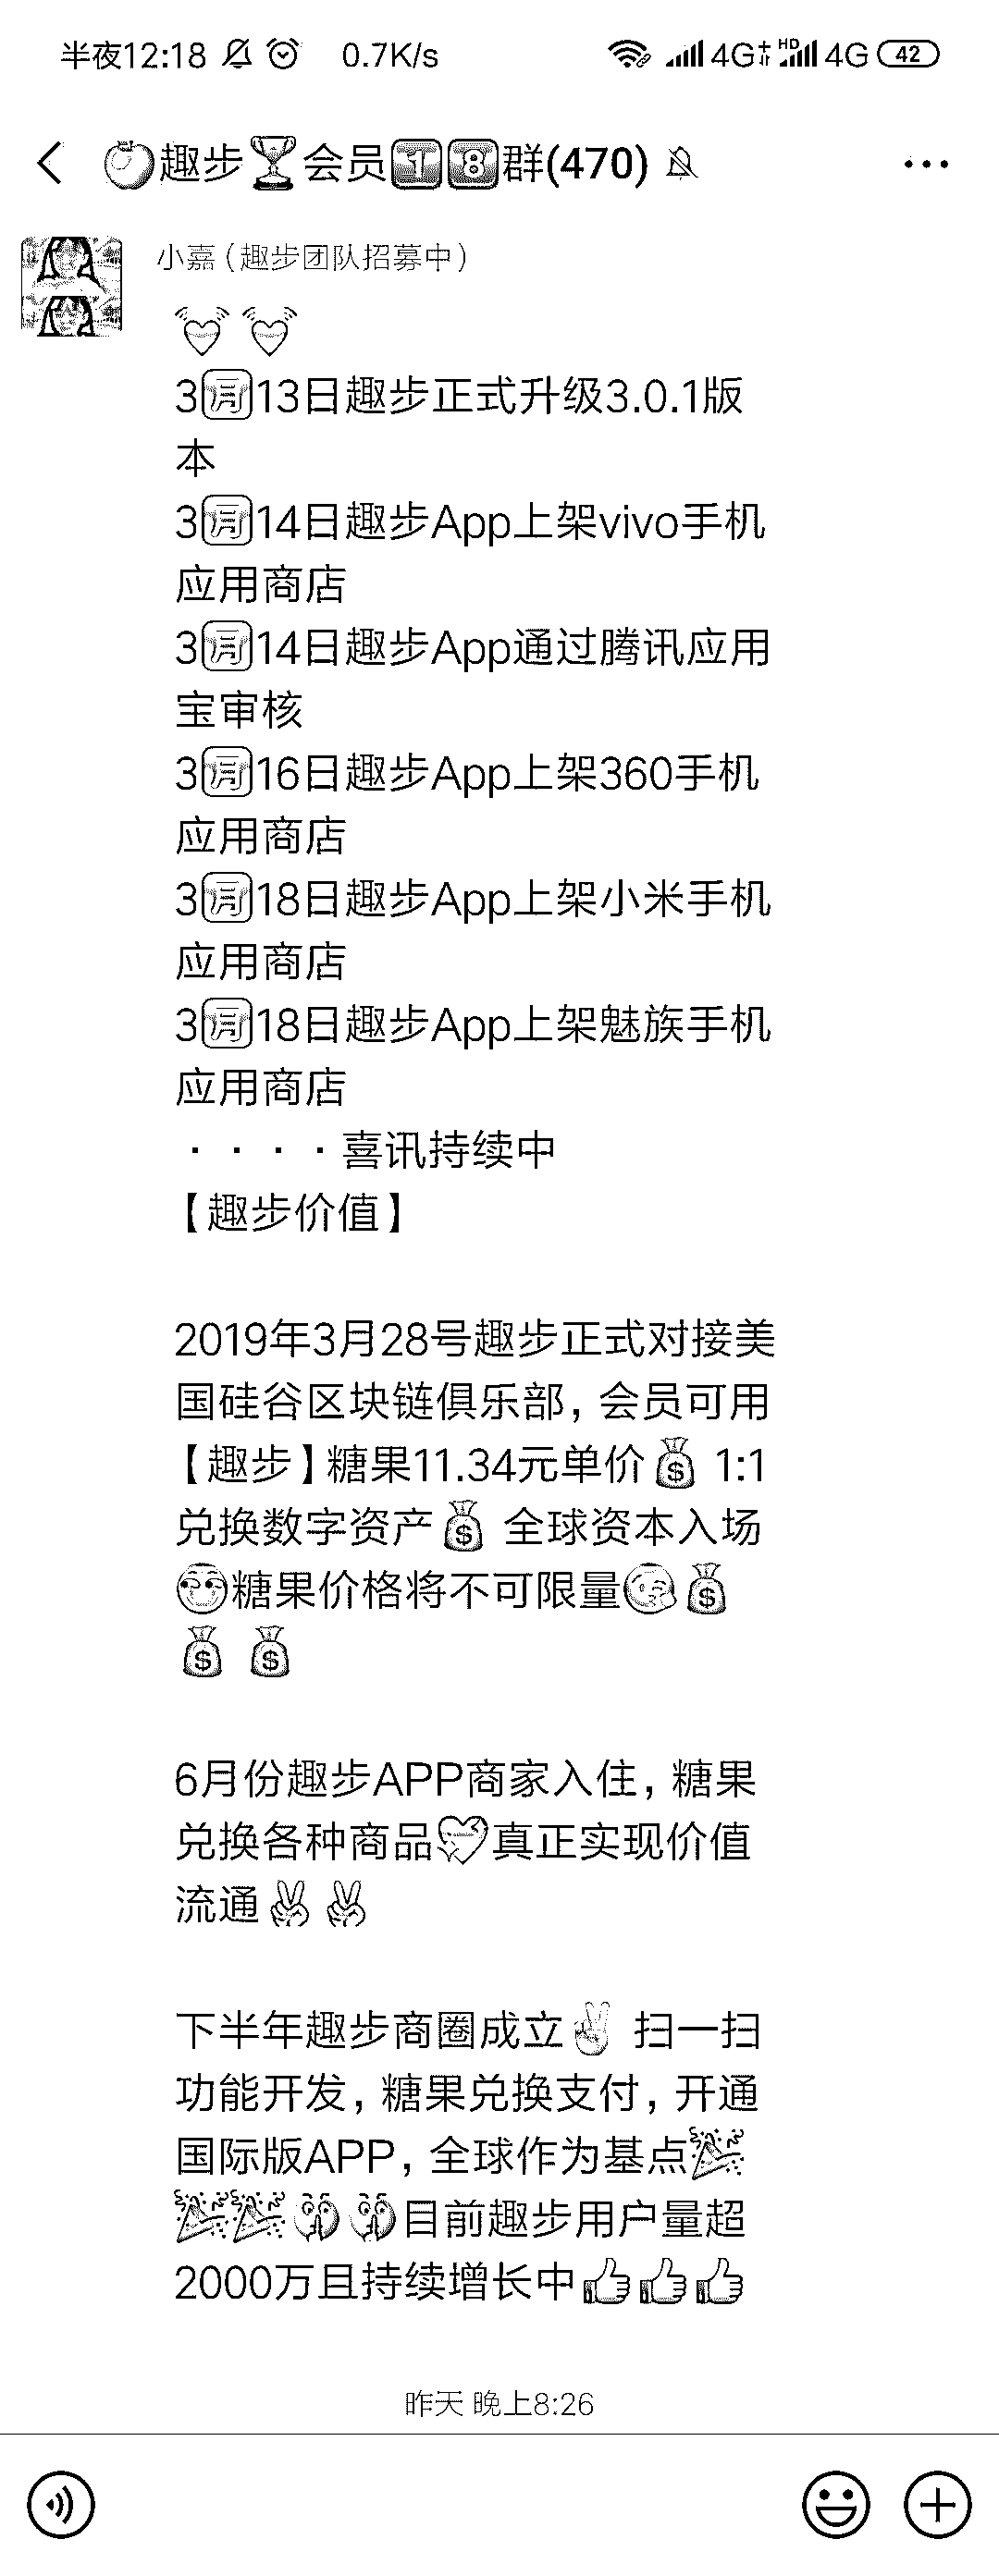 半夜12:18 0.7K/s 4G HD 4G 42
🍎趣步🏆会员1️⃣8️⃣群(470)
小嘉（趣步团队招募中）
💓 💓
3🈷13日趣步正式升级3.0.1版
本
3🈷14日趣步App上架vivo手机
应用商店
3🈷14日趣步App通过腾讯应用
宝审核
3🈷16日趣步App上架360手机
应用商店
3🈷18日趣步App上架小米手机
应用商店
3🈷18日趣步App上架魅族手机
应用商店
····喜讯持续中
【趣步价值】
2019年3月28号趣步正式对接美
国硅谷区块链俱乐部，会员可用
【趣步】糖果11.34元单价💰 1:1
兑换数字资产💰 全球资本入场
😍糖果价格将不可限量😘💰
💰 💰
6月份趣步APP商家入住，糖果
兑换各种商品💘真正实现价值
流通✌ ✌
下半年趣步商圈成立✌ 扫一扫
功能开发，糖果兑换支付，开通
国际版APP，全球作为基点🎉
🎉🎉👀👀目前趣步用户量超
2000万且持续增长中👍👍👍
昨天 晚上8:26